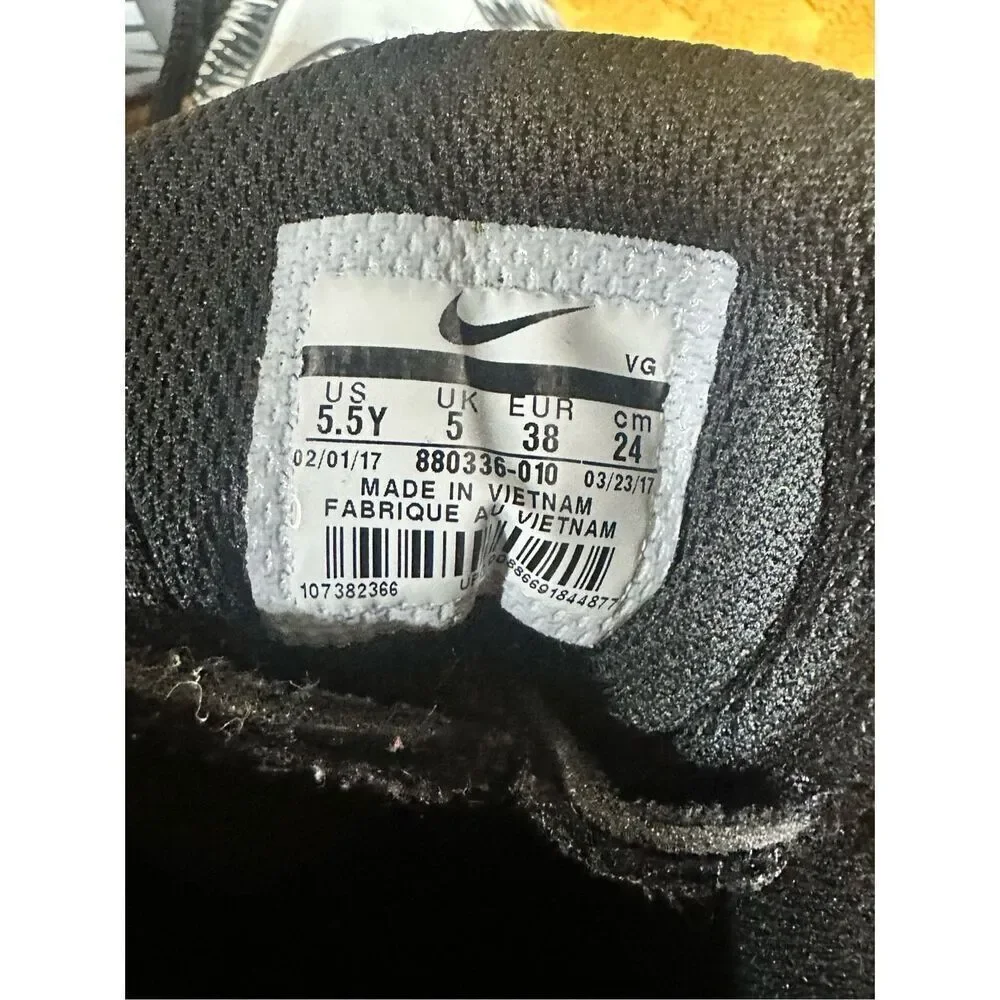 VG
US UK EUR cm
5.5Y 5 38 24
02/01/17 880336-010 03/23/17
MADE IN VIETNAM
FABRIQUE AU VIETNAM
107382366